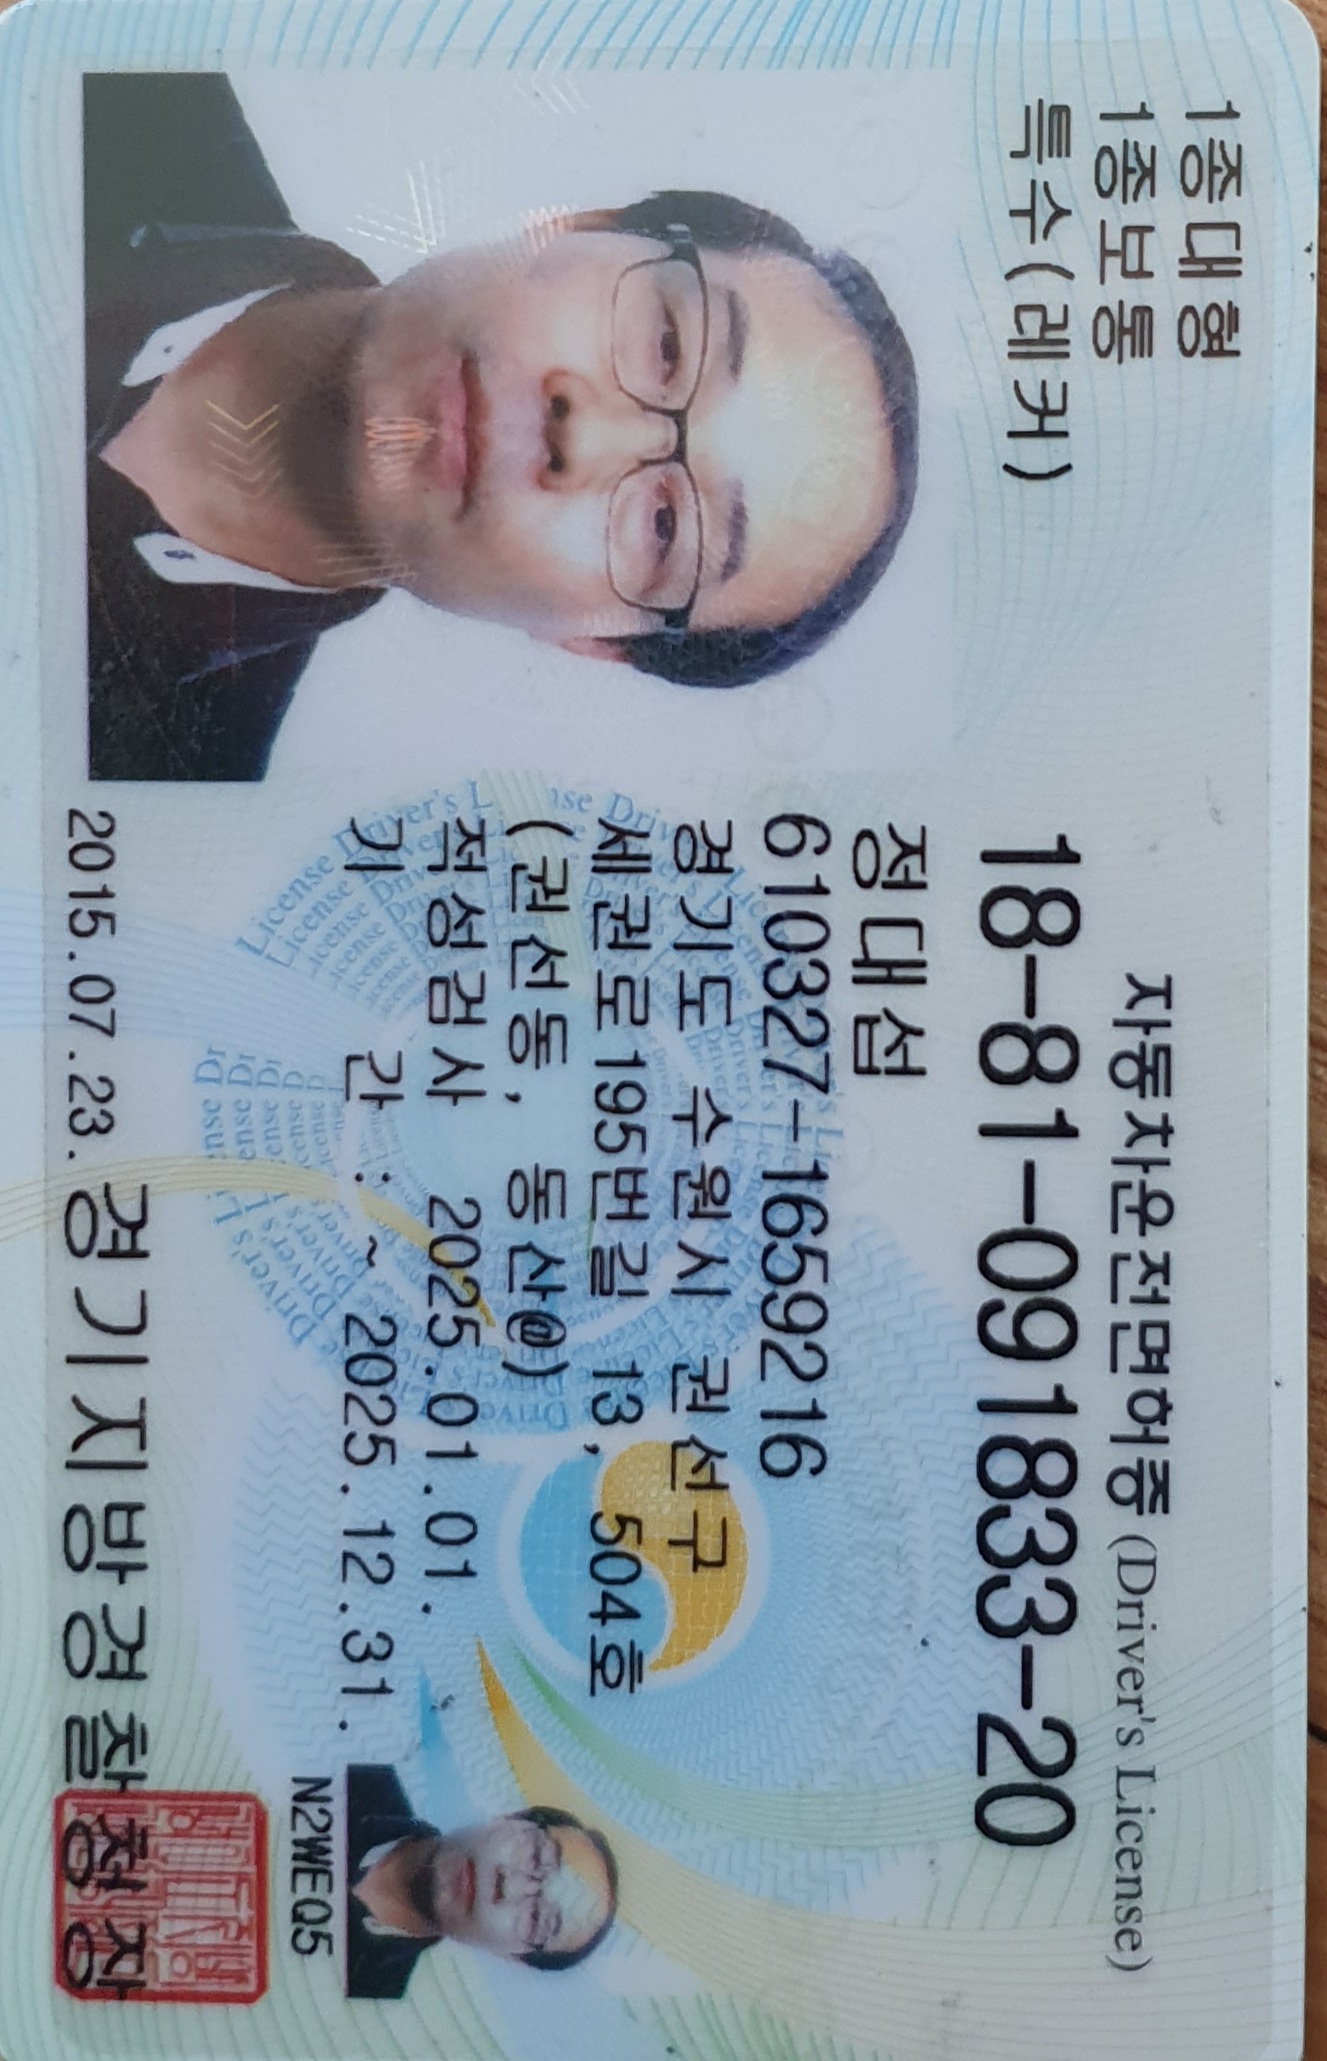 1종대형
1종보통
특수(레커)
자동차운전면허증 (Driver's License)
18-81-091833-20
정대섭
610327-1659216
경기도 수원시 권선구
세권로195번길 13, 504호
(권선동, 동산@)
적성검사 2025.01.01.
기 간 : ~ 2025.12.31.
N2WEQ5
2015.07.23. 경기지방경찰청장